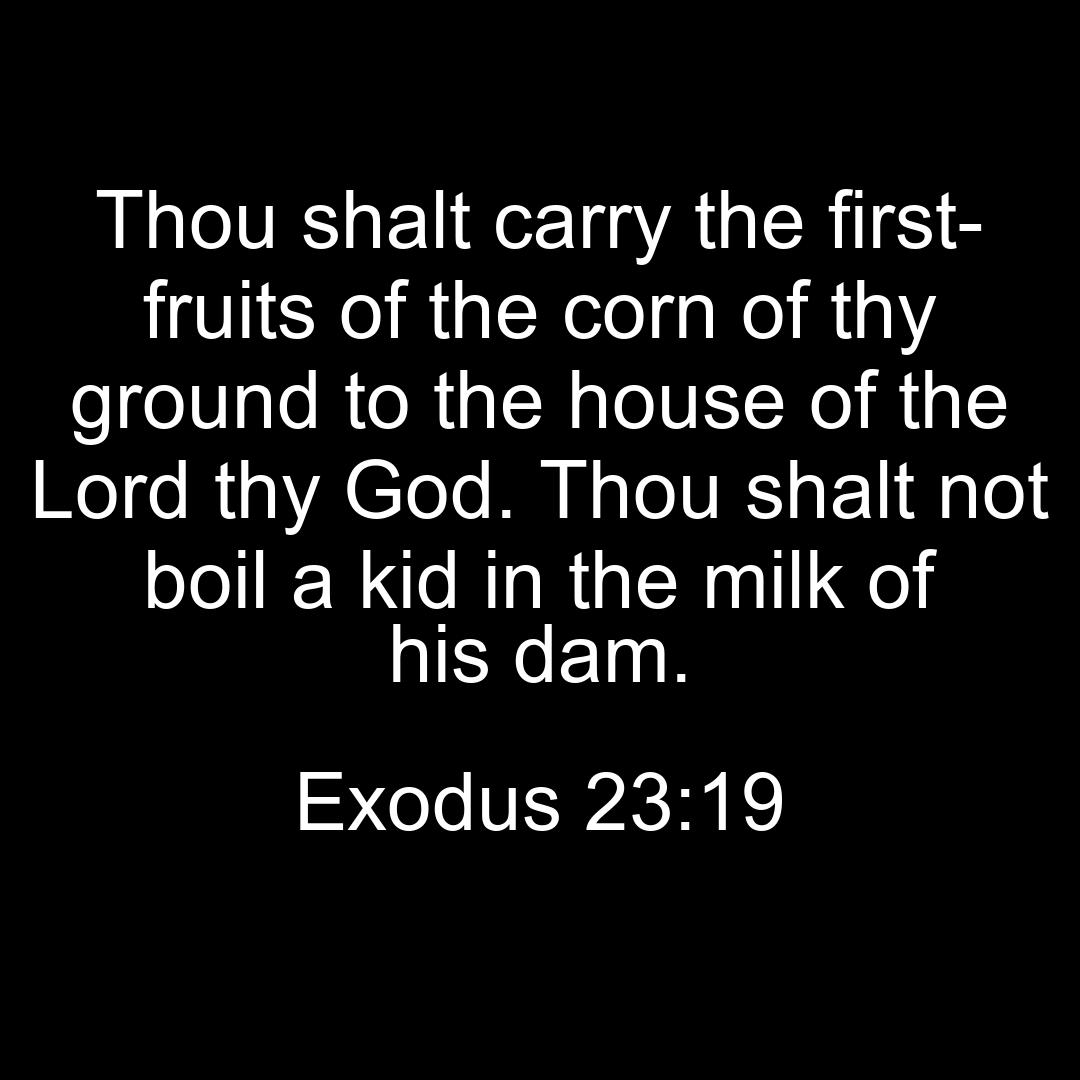 Thou shalt carry the first-
fruits of the corn of thy
ground to the house of the
Lord thy God. Thou shalt not
boil a kid in the milk of
his dam.
Exodus 23:19